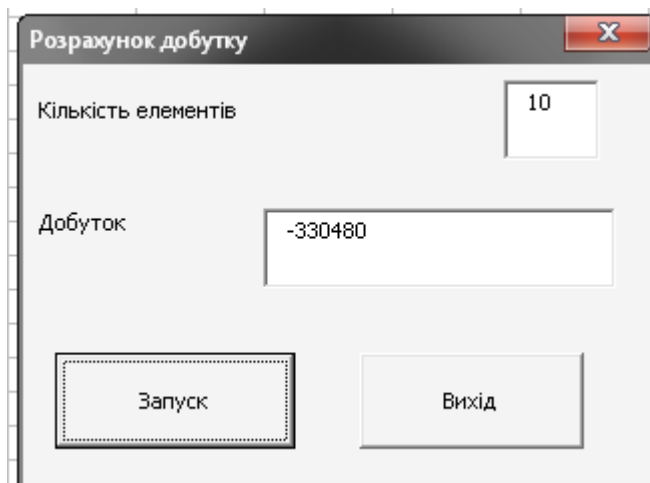 Розрахунок добутку
Кількість елементів 10
Добуток -330480
Запуск Вихід